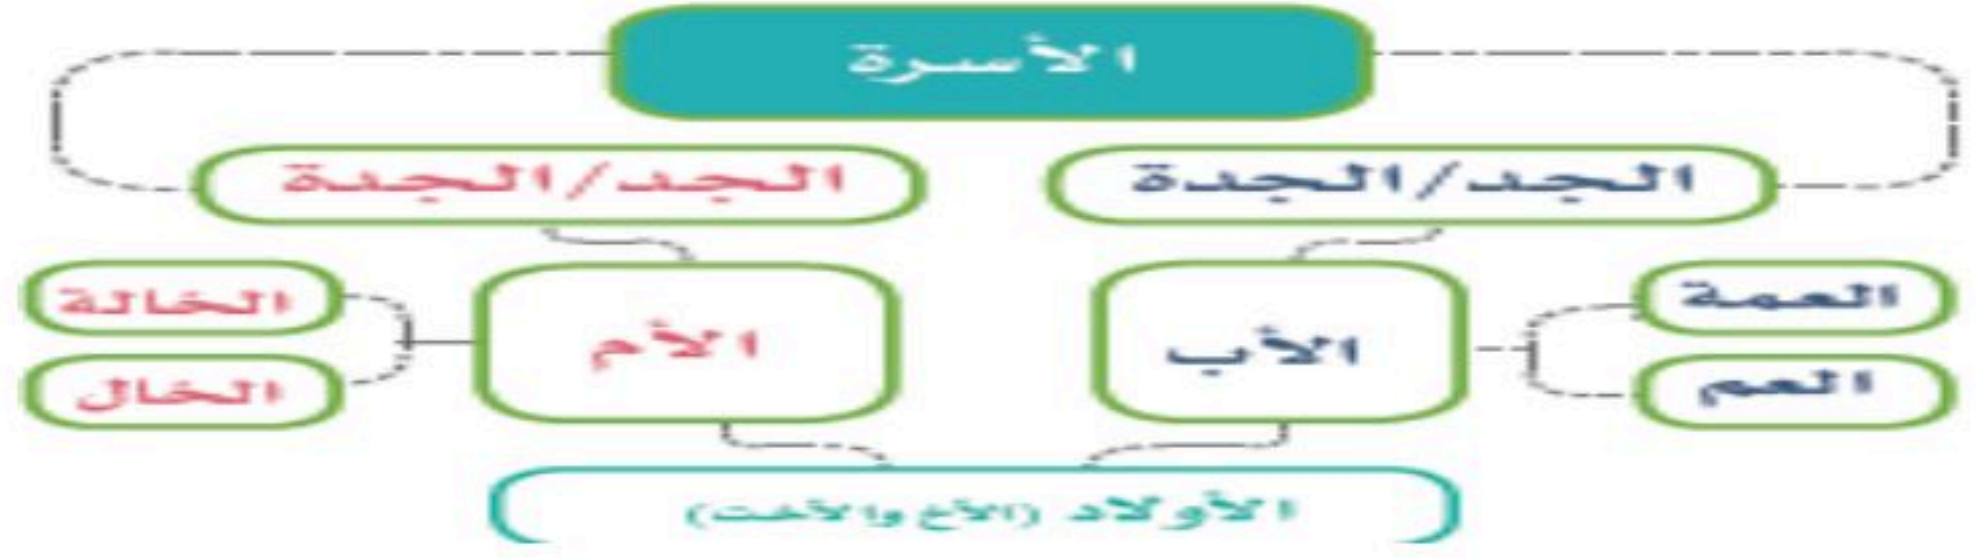 الأسرة
الجد/الجدة
الجد/الجدة
العمة
العم
الأب
الأم
الخالة
الخال
الأولاد (الأخ والأخت)